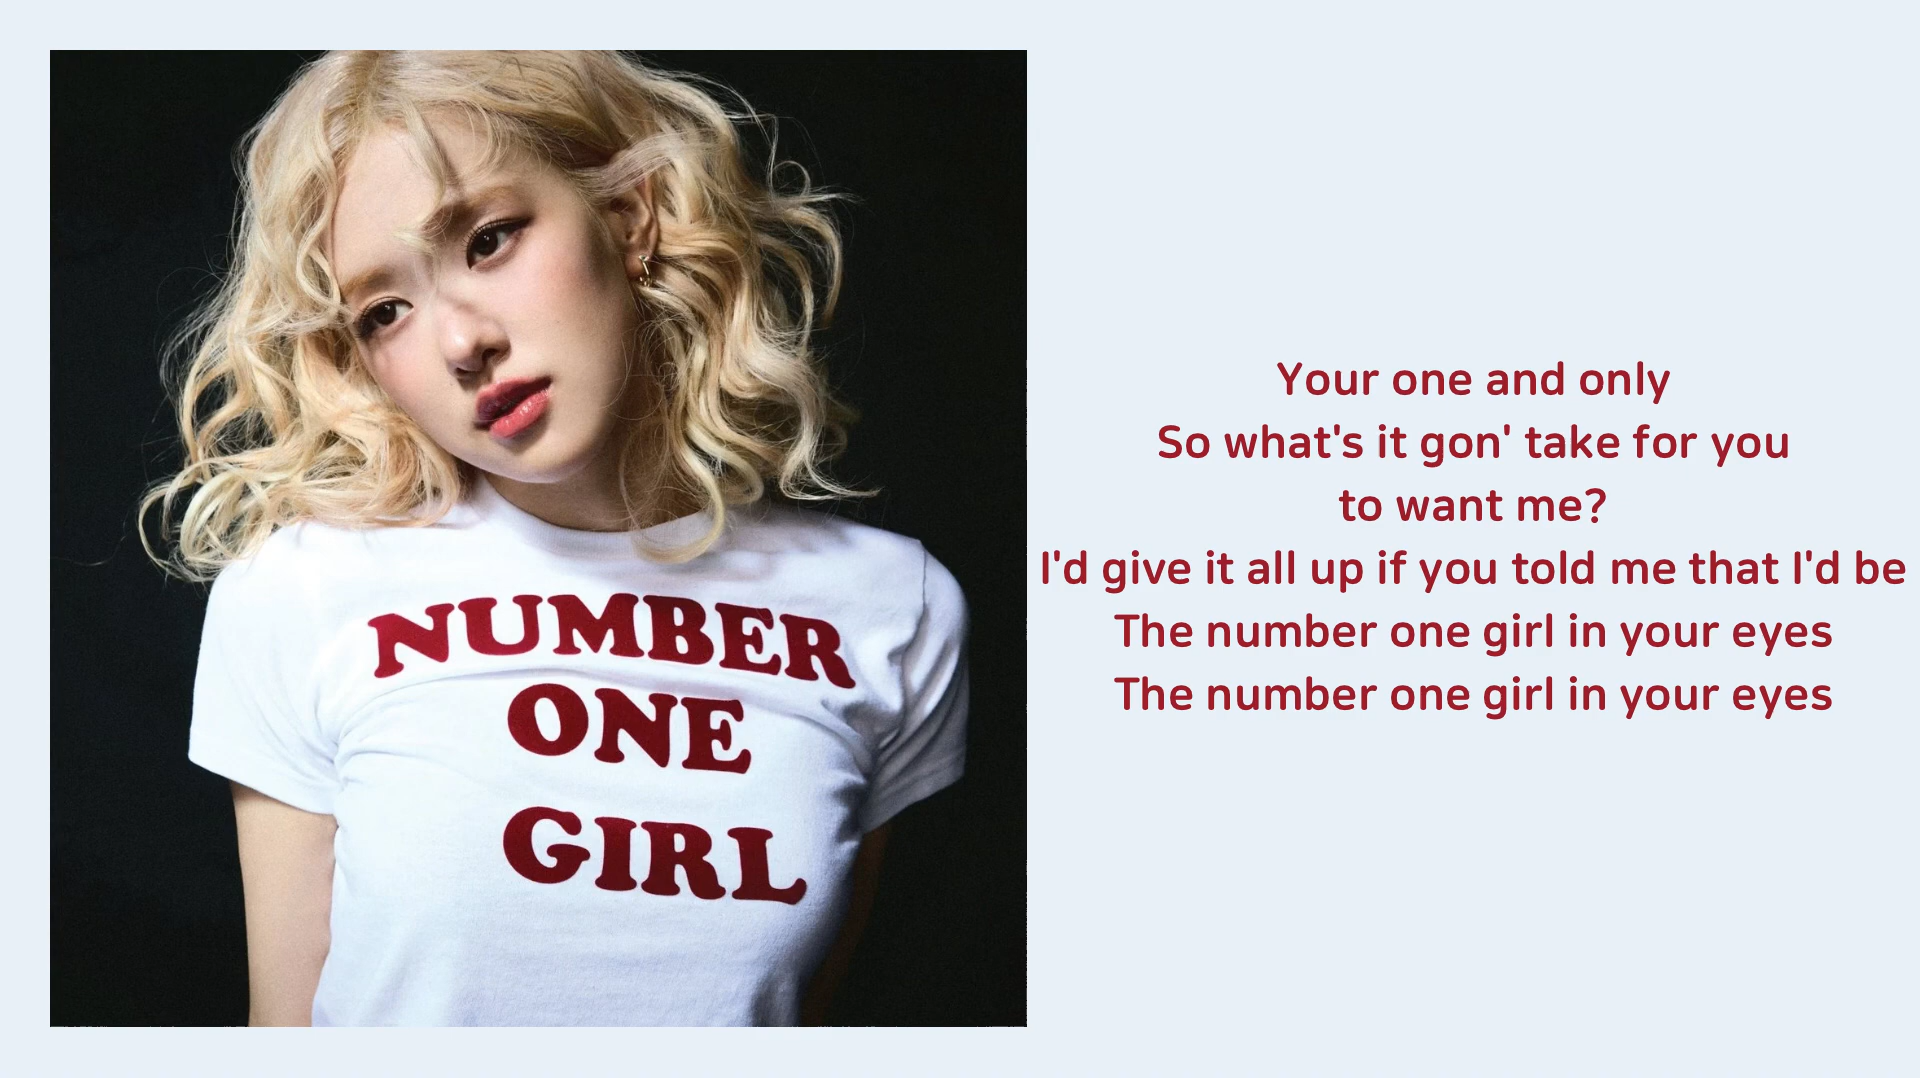 NUMBER
ONE
GIRL
Your one and only
So what's it gon' take for you
to want me?
I'd give it all up if you told me that I'd be
The number one girl in your eyes
The number one girl in your eyes